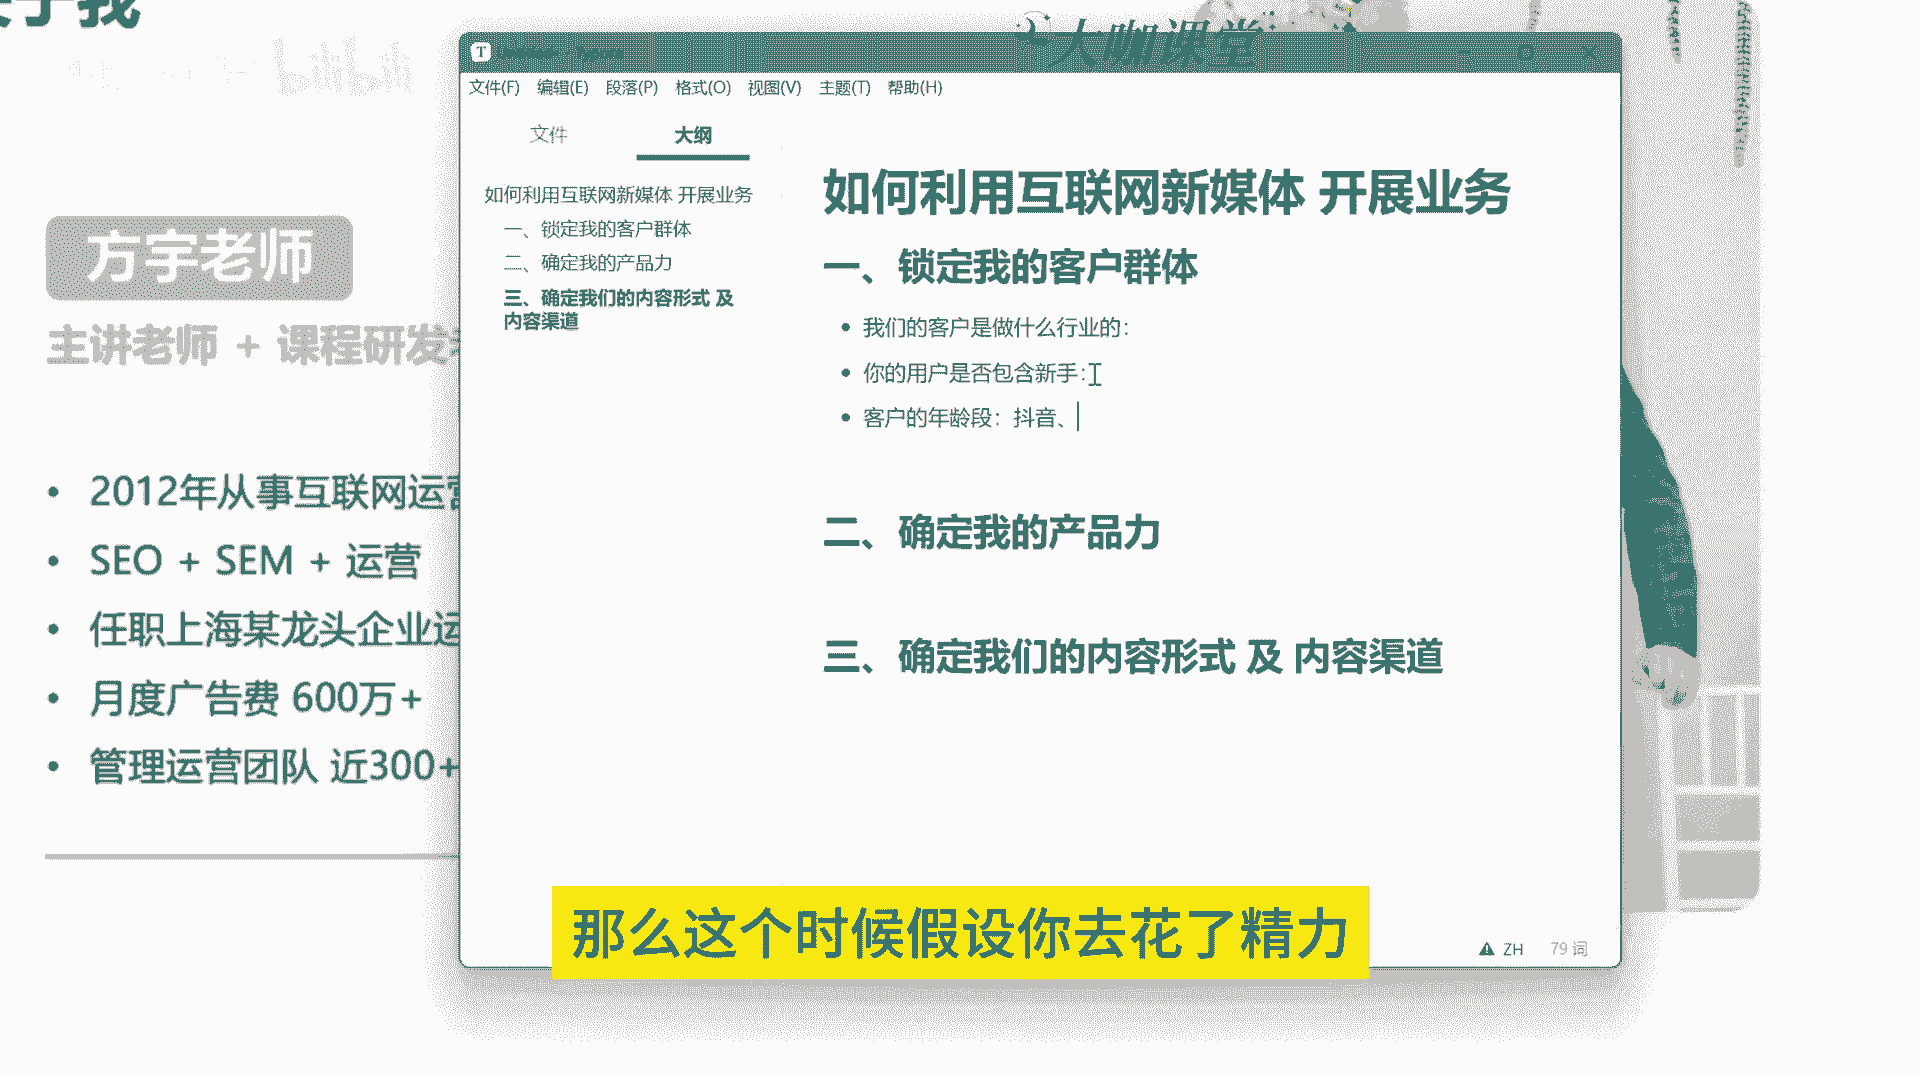 大咖课堂
bilibili
文件(F) 编辑(E) 段落(P) 格式(O) 视图(V) 主题(T) 帮助(H)
文件 大纲
如何利用互联网新媒体 开展业务
一、锁定我的客户群体
二、确定我的产品力
三、确定我们的内容形式 及
内容渠道
如何利用互联网新媒体 开展业务
一、锁定我的客户群体
• 我们的客户是做什么行业的:
• 你的用户是否包含新手:
• 客户的年龄段：抖音、
二、确定我的产品力
三、确定我们的内容形式 及 内容渠道
ZH 79 词
方宇老师
主讲老师 + 课程研发
• 2012年从事互联网运营
• SEO + SEM + 运营
• 任职上海某龙头企业运
• 月度广告费 600万+
• 管理运营团队 近300+
那么这个时候假设你去花了精力